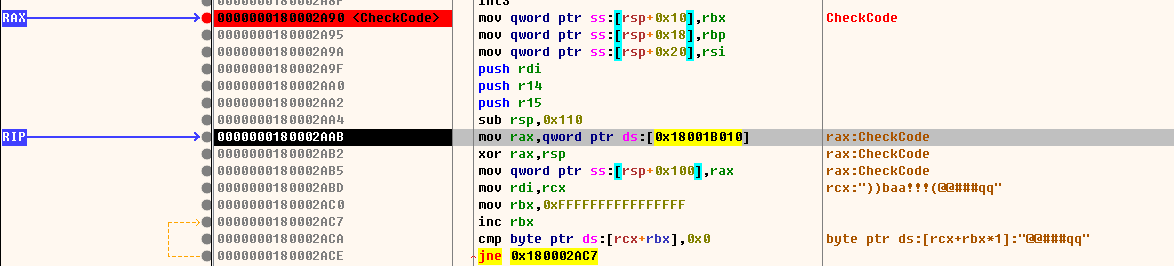 int3
RAX 0000000180002A90 <CheckCode> mov qword ptr ss:[rsp+0x10],rbx CheckCode
0000000180002A95 mov qword ptr ss:[rsp+0x18],rbp
0000000180002A9A mov qword ptr ss:[rsp+0x20],rsi
0000000180002A9F push rdi
0000000180002AA0 push r14
0000000180002AA2 push r15
0000000180002AA4 sub rsp,0x110
RIP 0000000180002AAB mov rax,qword ptr ds:[0x18001B010] rax:CheckCode
0000000180002AB2 xor rax,rsp rax:CheckCode
0000000180002AB5 mov qword ptr ss:[rsp+0x100],rax rax:CheckCode
0000000180002ABD mov rdi,rcx rcx:"))baa!!!(@@###qq"
0000000180002AC0 mov rbx,0xFFFFFFFFFFFFFFFF
0000000180002AC7 inc rbx
0000000180002ACA cmp byte ptr ds:[rcx+rbx],0x0 byte ptr ds:[rcx+rbx*1]:"@@###qq"
0000000180002ACE jne 0x180002AC7